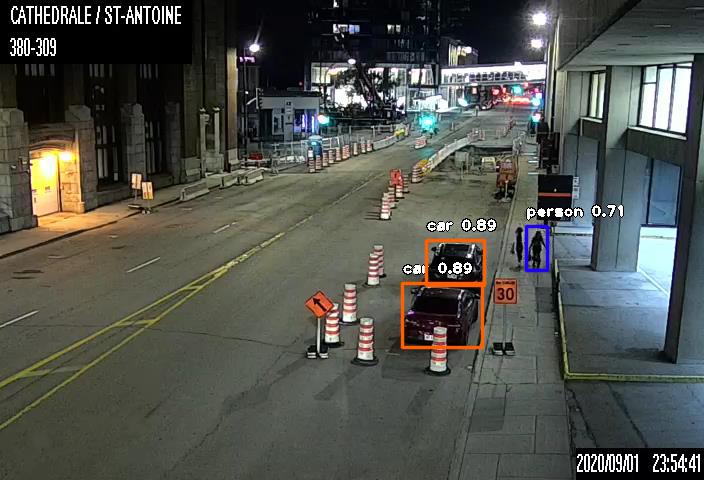 CATHEDRALE / ST-ANTOINE
380-309
person 0.71
car 0.89
car 0.89
30
2020/09/01 23:54:41